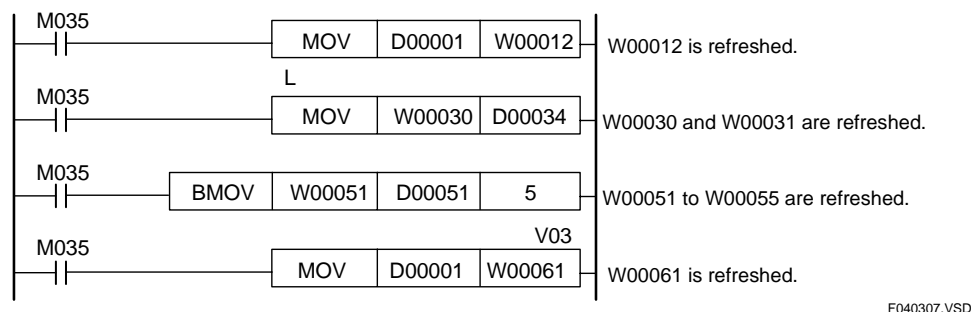 M035
MOV D00001 W00012 W00012 is refreshed.
L
M035
MOV W00030 D00034 W00030 and W00031 are refreshed.
M035
BMOV W00051 D00051 5 W00051 to W00055 are refreshed.
V03
M035
MOV D00001 W00061 W00061 is refreshed.
F040307.VSD